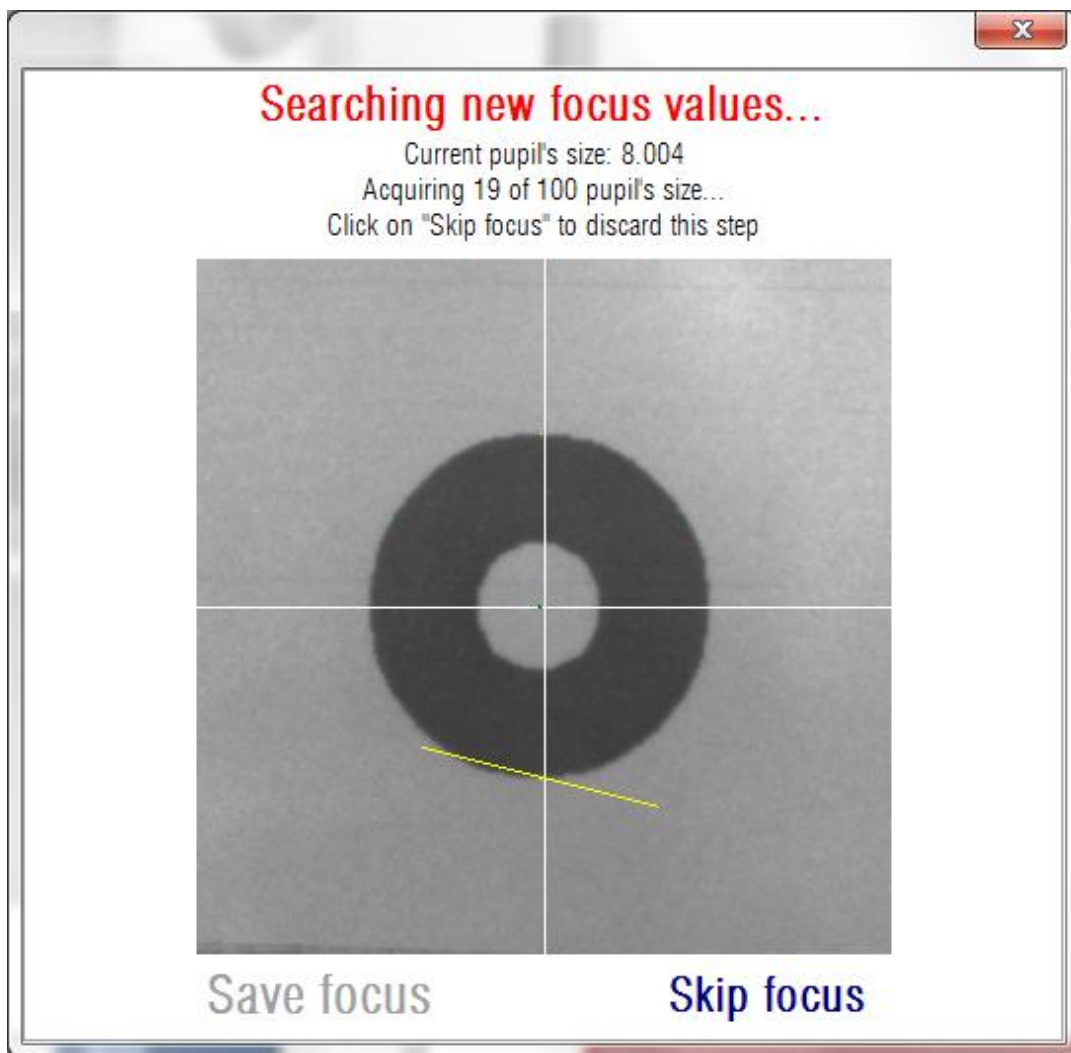 Searching new focus values...
Current pupil's size: 8.004
Acquiring 19 of 100 pupil's size...
Click on "Skip focus" to discard this step
Save focus
Skip focus